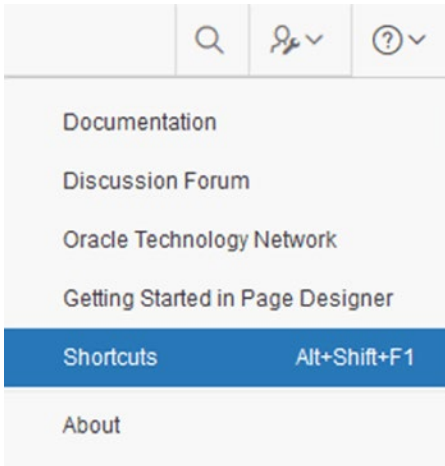 Documentation
Discussion Forum
Oracle Technology Network
Getting Started in Page Designer
Shortcuts Alt+Shift+F1
About